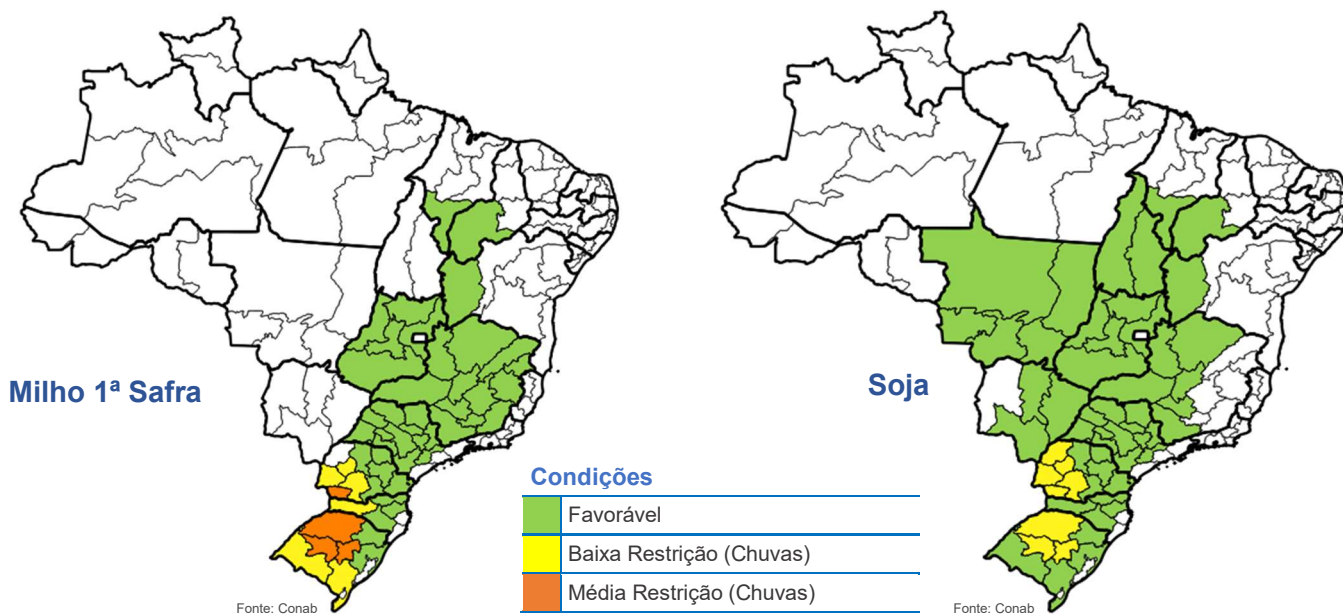 Milho 1ª Safra
Soja
Condições
Favorável
Baixa Restrição (Chuvas)
Média Restrição (Chuvas)
Fonte: Conab
Fonte: Conab